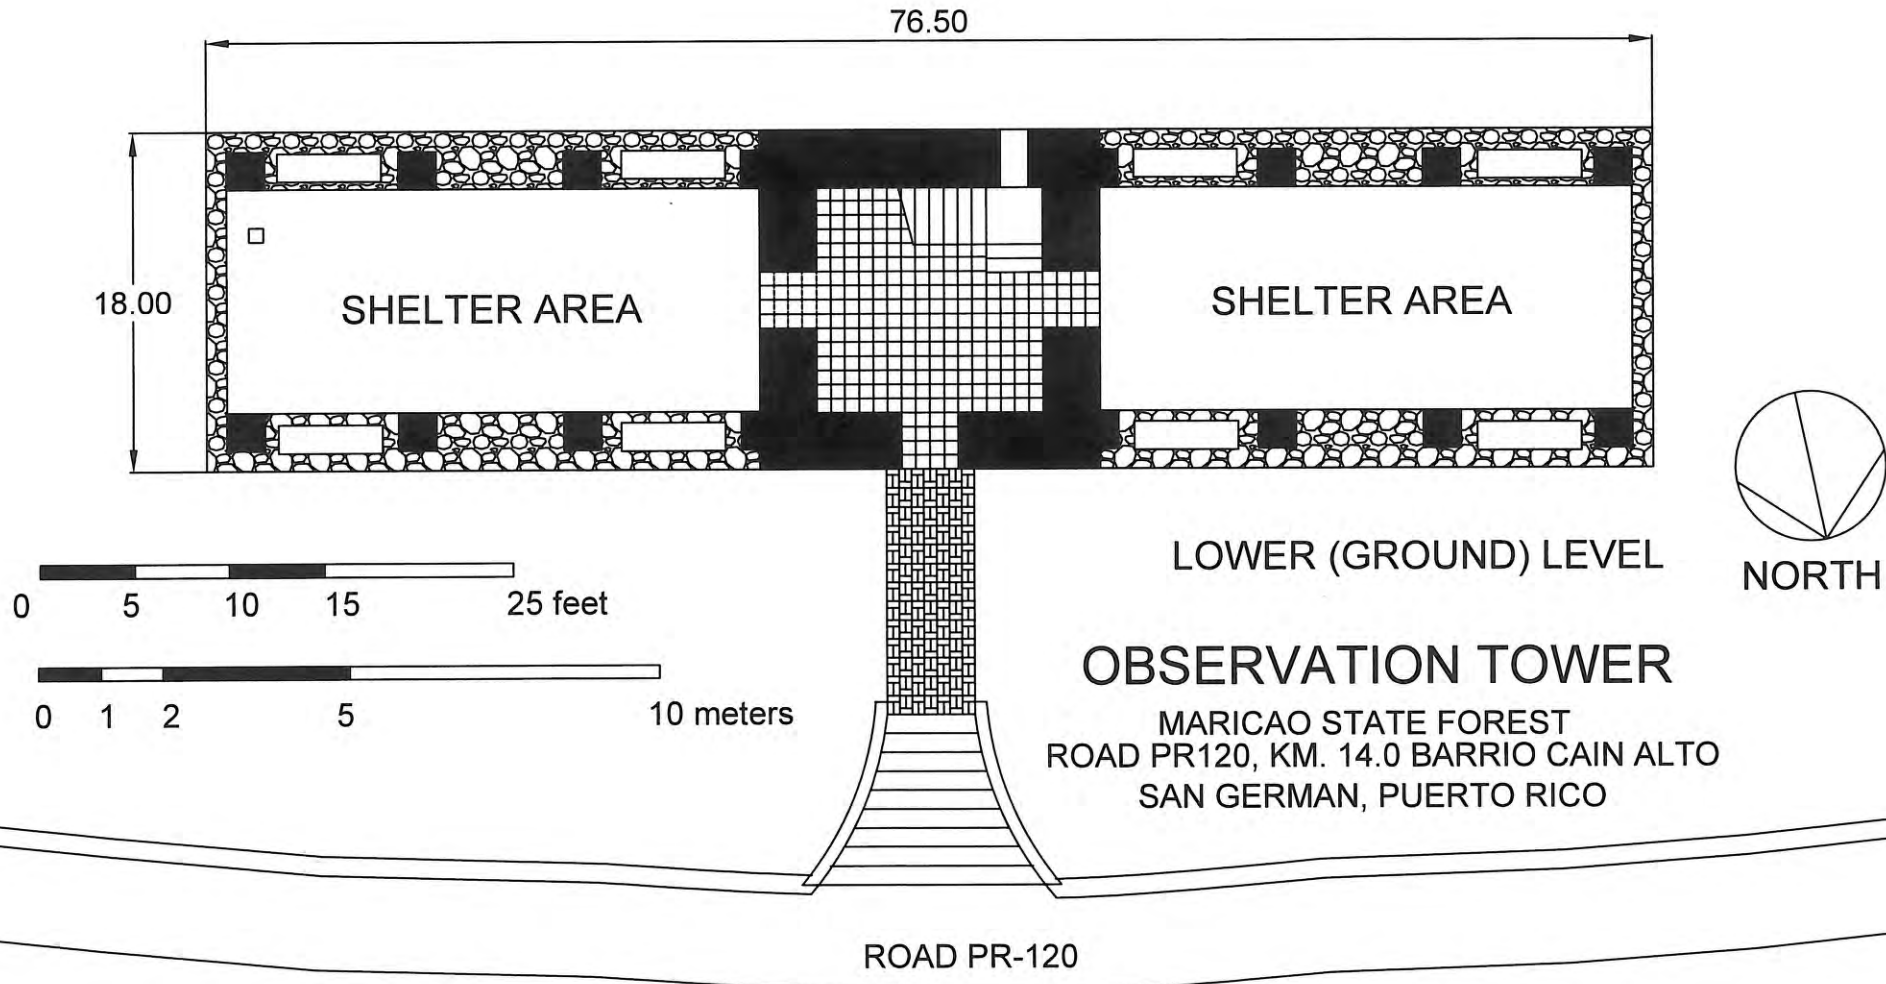 76.50
18.00
SHELTER AREA
SHELTER AREA
LOWER (GROUND) LEVEL
NORTH
0 5 10 15 25 feet
0 1 2 5 10 meters
OBSERVATION TOWER
MARICAO STATE FOREST
ROAD PR120, KM. 14.0 BARRIO CAIN ALTO
SAN GERMAN, PUERTO RICO
ROAD PR-120